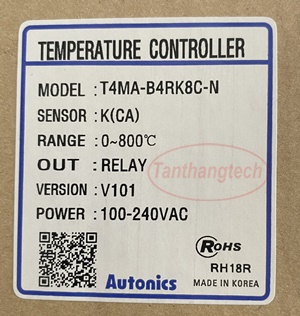 TEMPERATURE CONTROLLER
MODEL : T4MA-B4RK8C-N
SENSOR : K(CA)
RANGE : 0~800℃
OUT : RELAY
Tanthangtech
VERSION : V101
POWER : 100-240VAC
Autonics
RoHS
RH18R
MADE IN KOREA